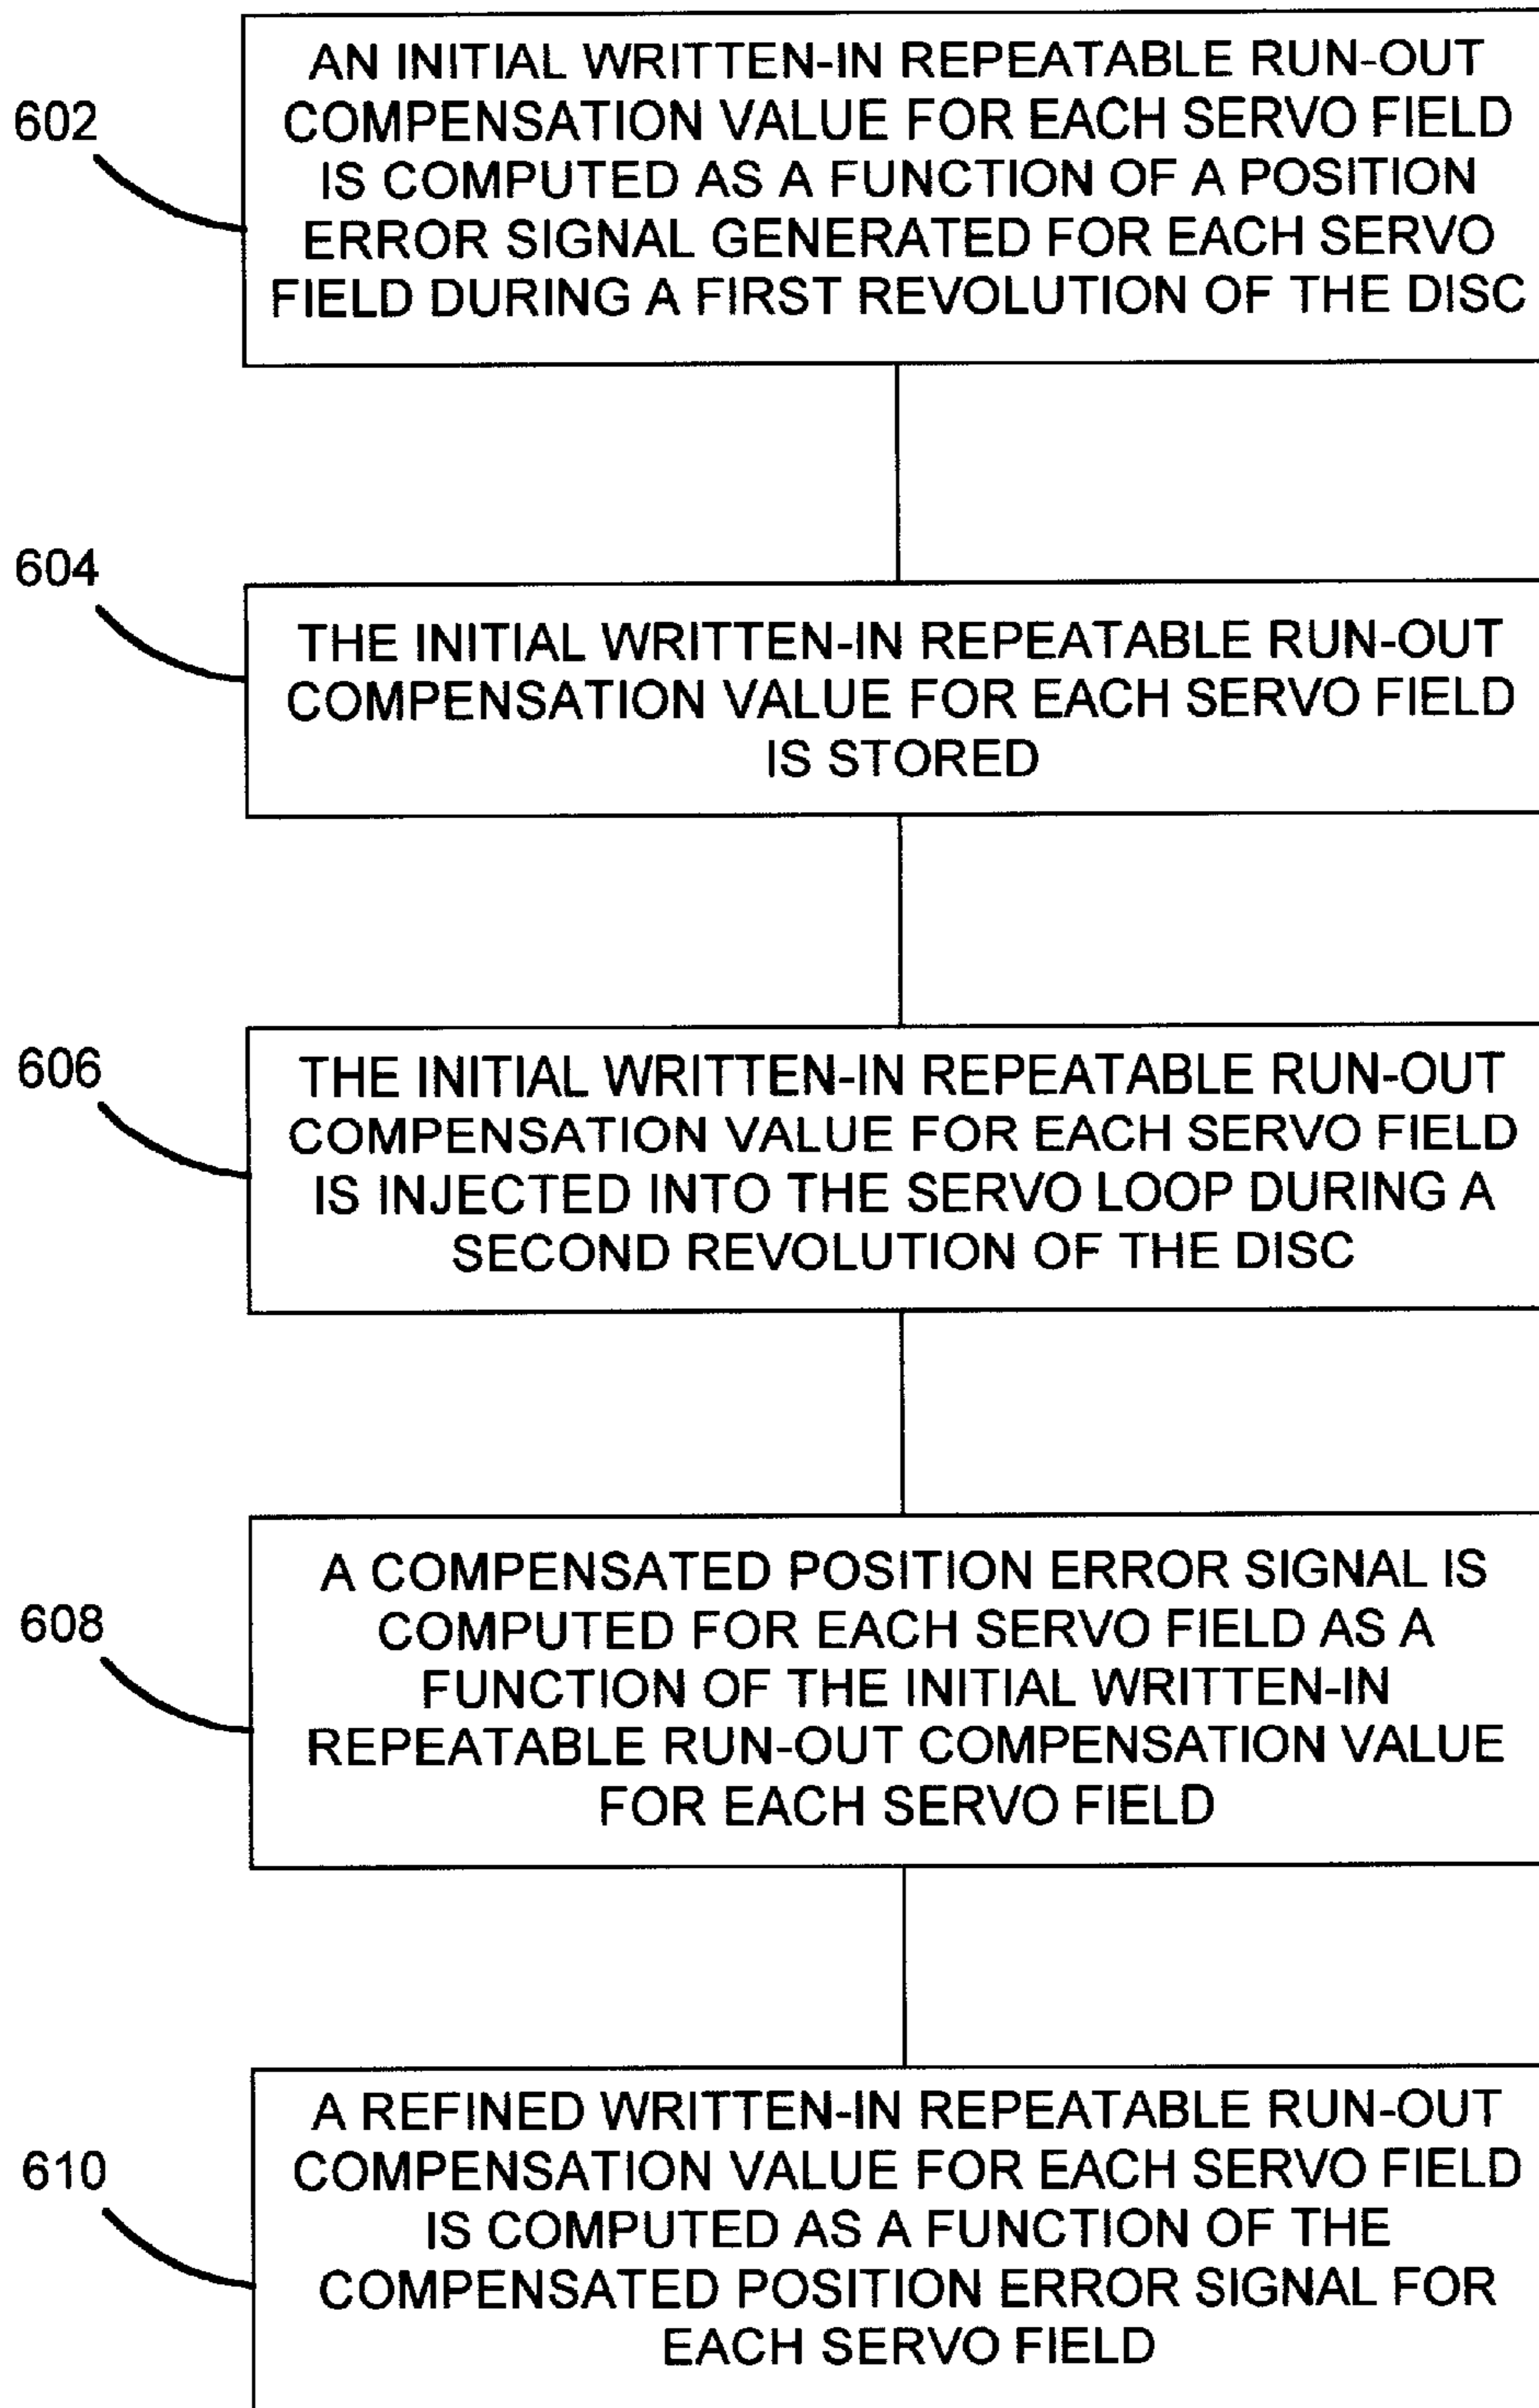 602
AN INITIAL WRITTEN-IN REPEATABLE RUN-OUT
COMPENSATION VALUE FOR EACH SERVO FIELD
IS COMPUTED AS A FUNCTION OF A POSITION
ERROR SIGNAL GENERATED FOR EACH SERVO
FIELD DURING A FIRST REVOLUTION OF THE DISC
604
THE INITIAL WRITTEN-IN REPEATABLE RUN-OUT
COMPENSATION VALUE FOR EACH SERVO FIELD
IS STORED
606
THE INITIAL WRITTEN-IN REPEATABLE RUN-OUT
COMPENSATION VALUE FOR EACH SERVO FIELD
IS INJECTED INTO THE SERVO LOOP DURING A
SECOND REVOLUTION OF THE DISC
608
A COMPENSATED POSITION ERROR SIGNAL IS
COMPUTED FOR EACH SERVO FIELD AS A
FUNCTION OF THE INITIAL WRITTEN-IN
REPEATABLE RUN-OUT COMPENSATION VALUE
FOR EACH SERVO FIELD
610
A REFINED WRITTEN-IN REPEATABLE RUN-OUT
COMPENSATION VALUE FOR EACH SERVO FIELD
IS COMPUTED AS A FUNCTION OF THE
COMPENSATED POSITION ERROR SIGNAL FOR
EACH SERVO FIELD